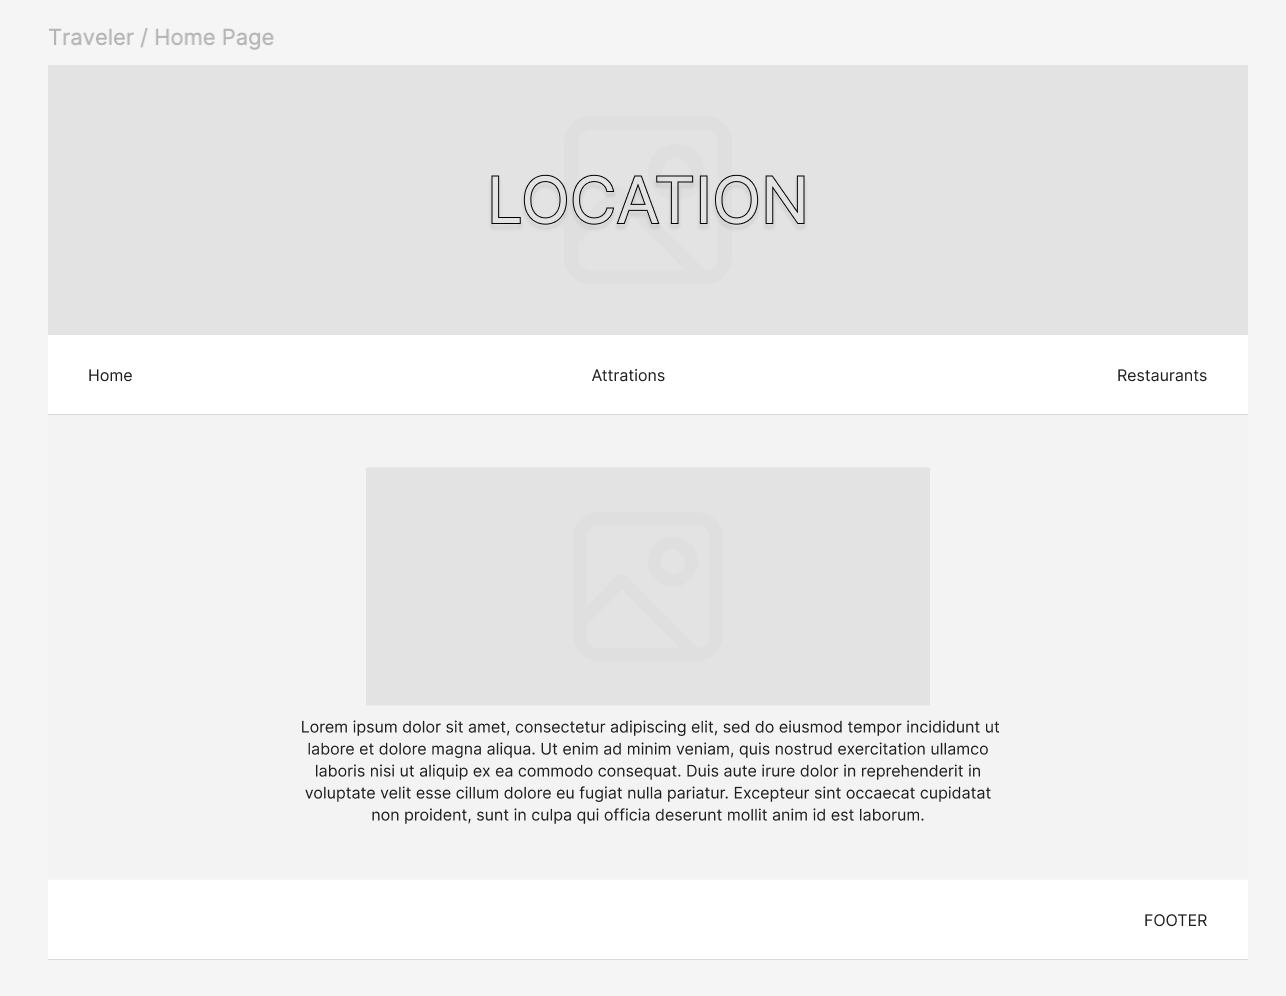 Traveler / Home Page
LOCATION
Home
Attrations
Restaurants
Lorem ipsum dolor sit amet, consectetur adipiscing elit, sed do eiusmod tempor incididunt ut
labore et dolore magna aliqua. Ut enim ad minim veniam, quis nostrud exercitation ullamco
laboris nisi ut aliquip ex ea commodo consequat. Duis aute irure dolor in reprehenderit in
voluptate velit esse cillum dolore eu fugiat nulla pariatur. Excepteur sint occaecat cupidatat
non proident, sunt in culpa qui officia deserunt mollit anim id est laborum.
FOOTER